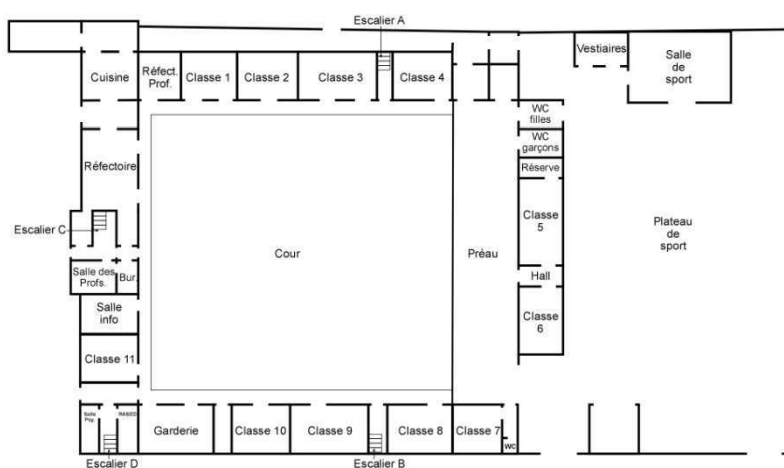 Escalier A
Vestiaires
Salle
de
sport
Cuisine
Réfect.
Prof.
Classe 1
Classe 2
Classe 3
Classe 4
WC
filles
WC
garçons
Réserve
Réfectoire
Classe
5
Escalier C
Cour
Préau
Plateau
de
sport
Salle des
Profs.
Bur.
Hall
Salle
info
Classe
6
Classe 11
Salle
Psy.
RASED
Garderie
Classe 10
Classe 9
Classe 8
Classe 7
WC
Escalier D
Escalier B